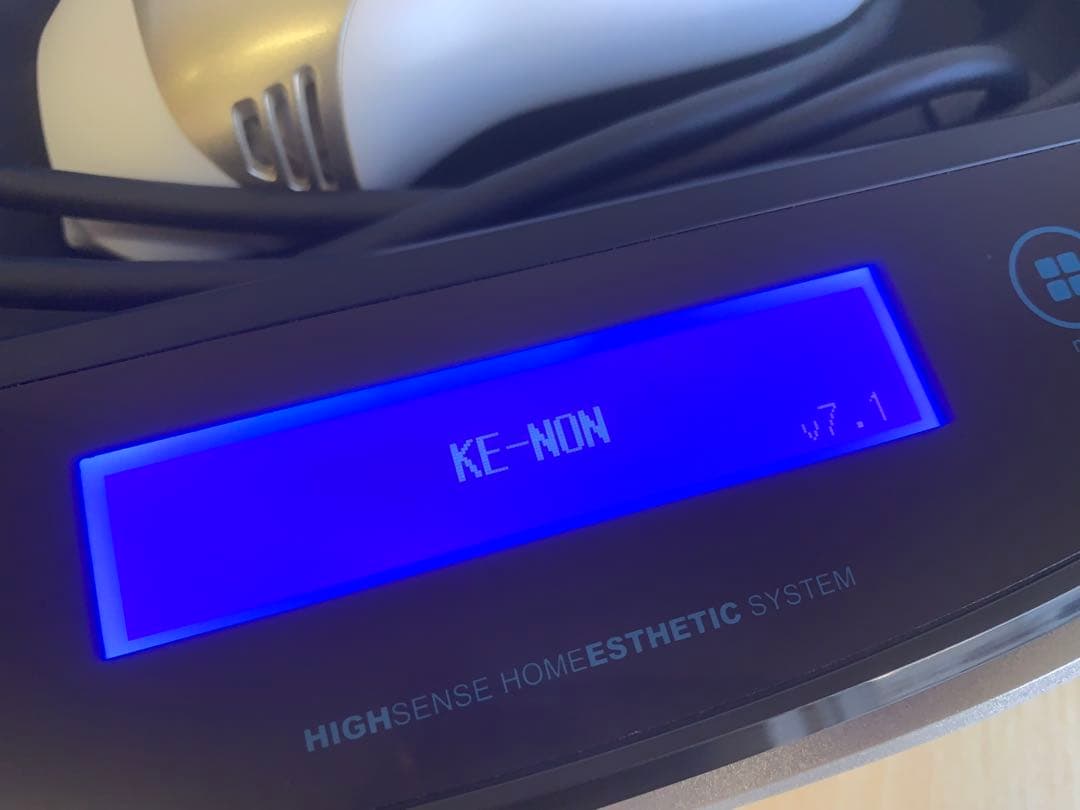 KE-NON
v7.1
HIGHSENSE HOMEESTHETIC SYSTEM